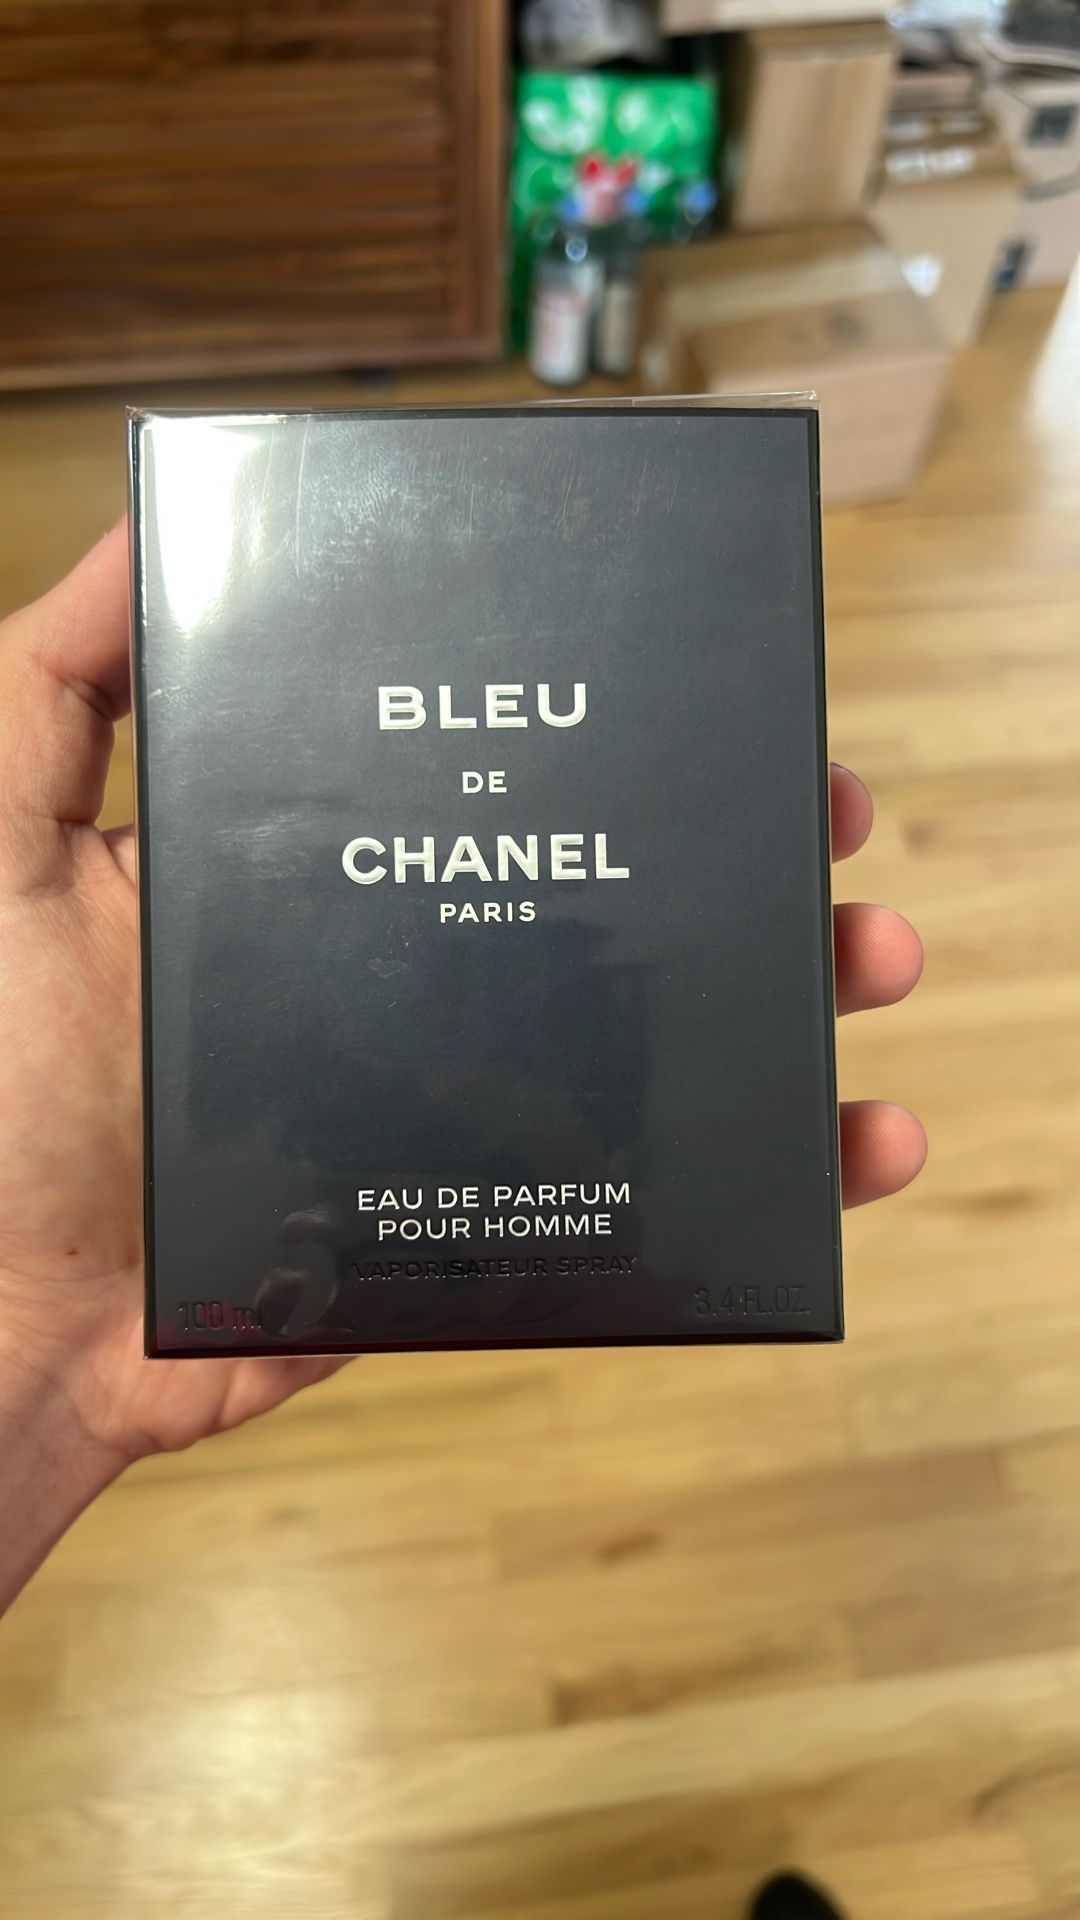 BLEU
DE
CHANEL
PARIS
EAU DE PARFUM
POUR HOMME
VAPORISATEUR SPRAY
100 ml
3.4 FL.OZ.